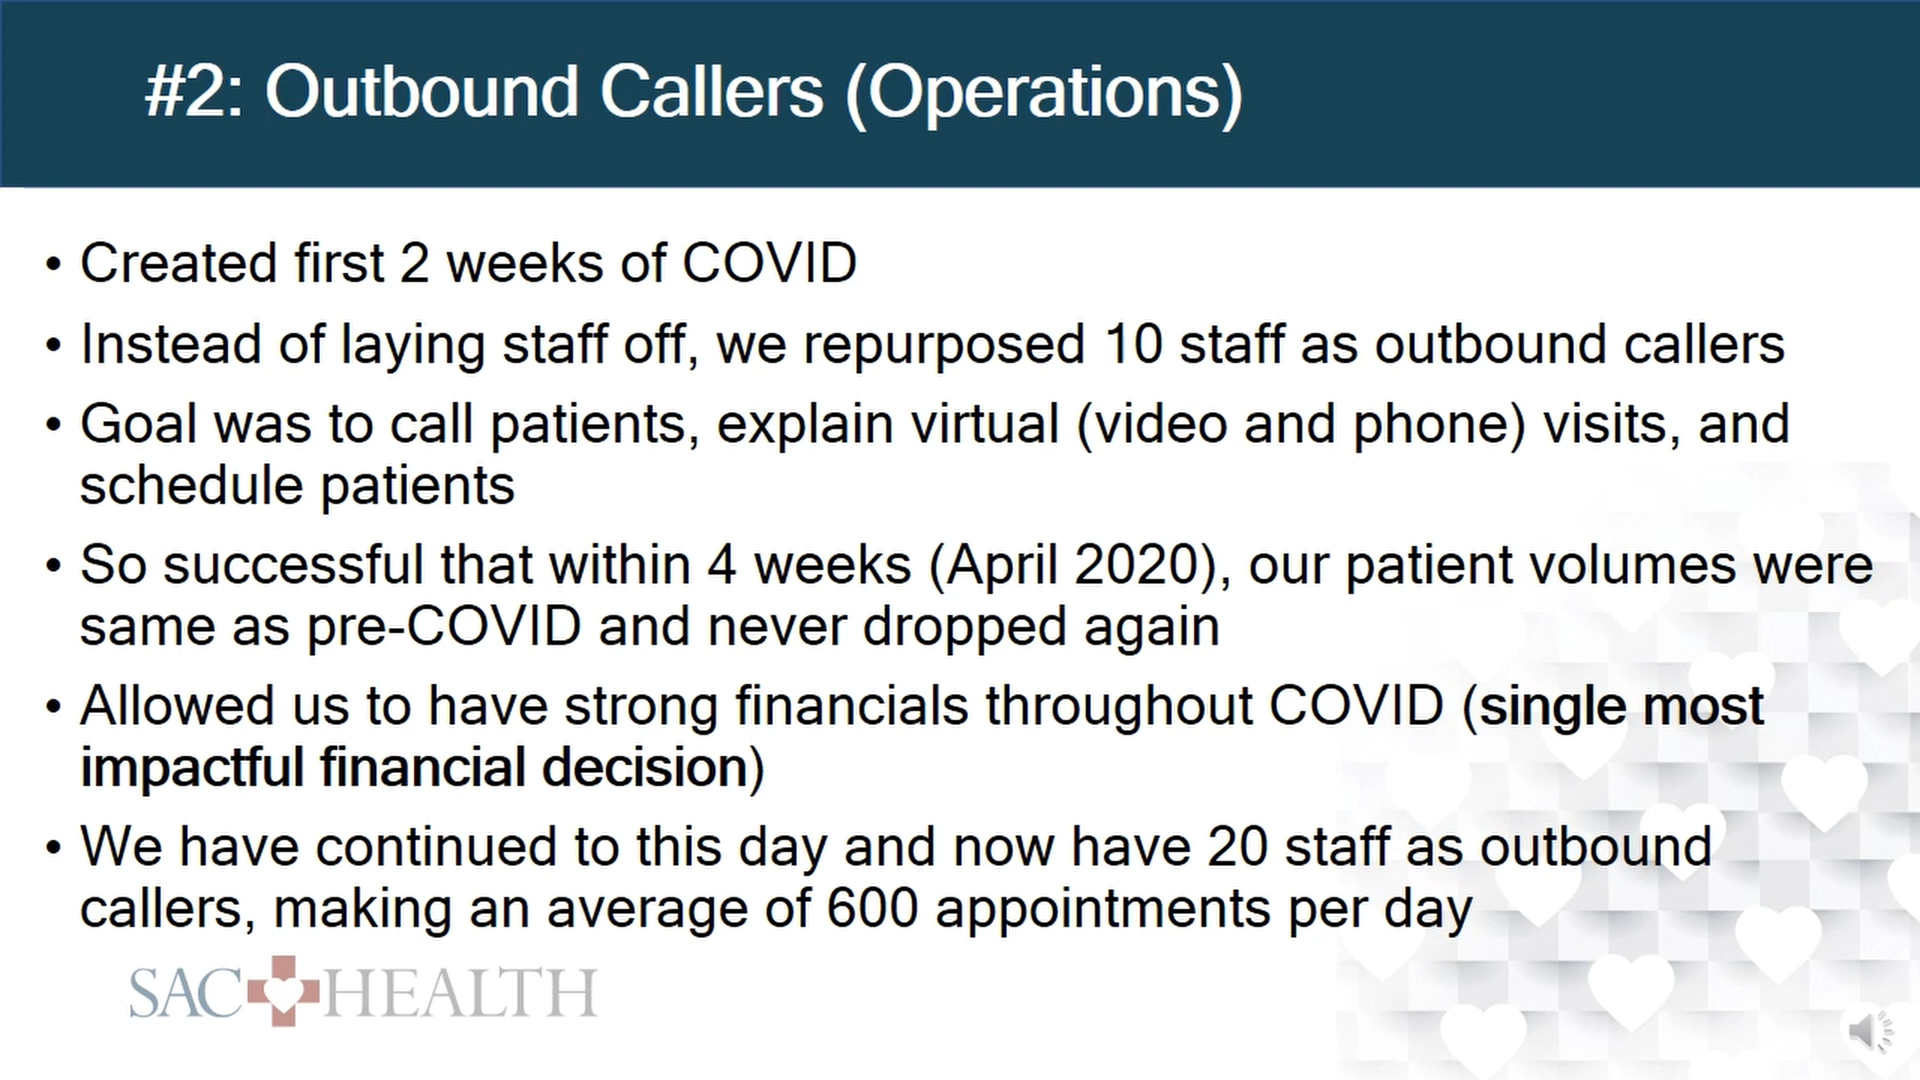 #2: Outbound Callers (Operations)
• Created first 2 weeks of COVID
• Instead of laying staff off, we repurposed 10 staff as outbound callers
• Goal was to call patients, explain virtual (video and phone) visits, and
schedule patients
• So successful that within 4 weeks (April 2020), our patient volumes were
same as pre-COVID and never dropped again
• Allowed us to have strong financials throughout COVID (single most
impactful financial decision)
• We have continued to this day and now have 20 staff as outbound
callers, making an average of 600 appointments per day
SAC HEALTH